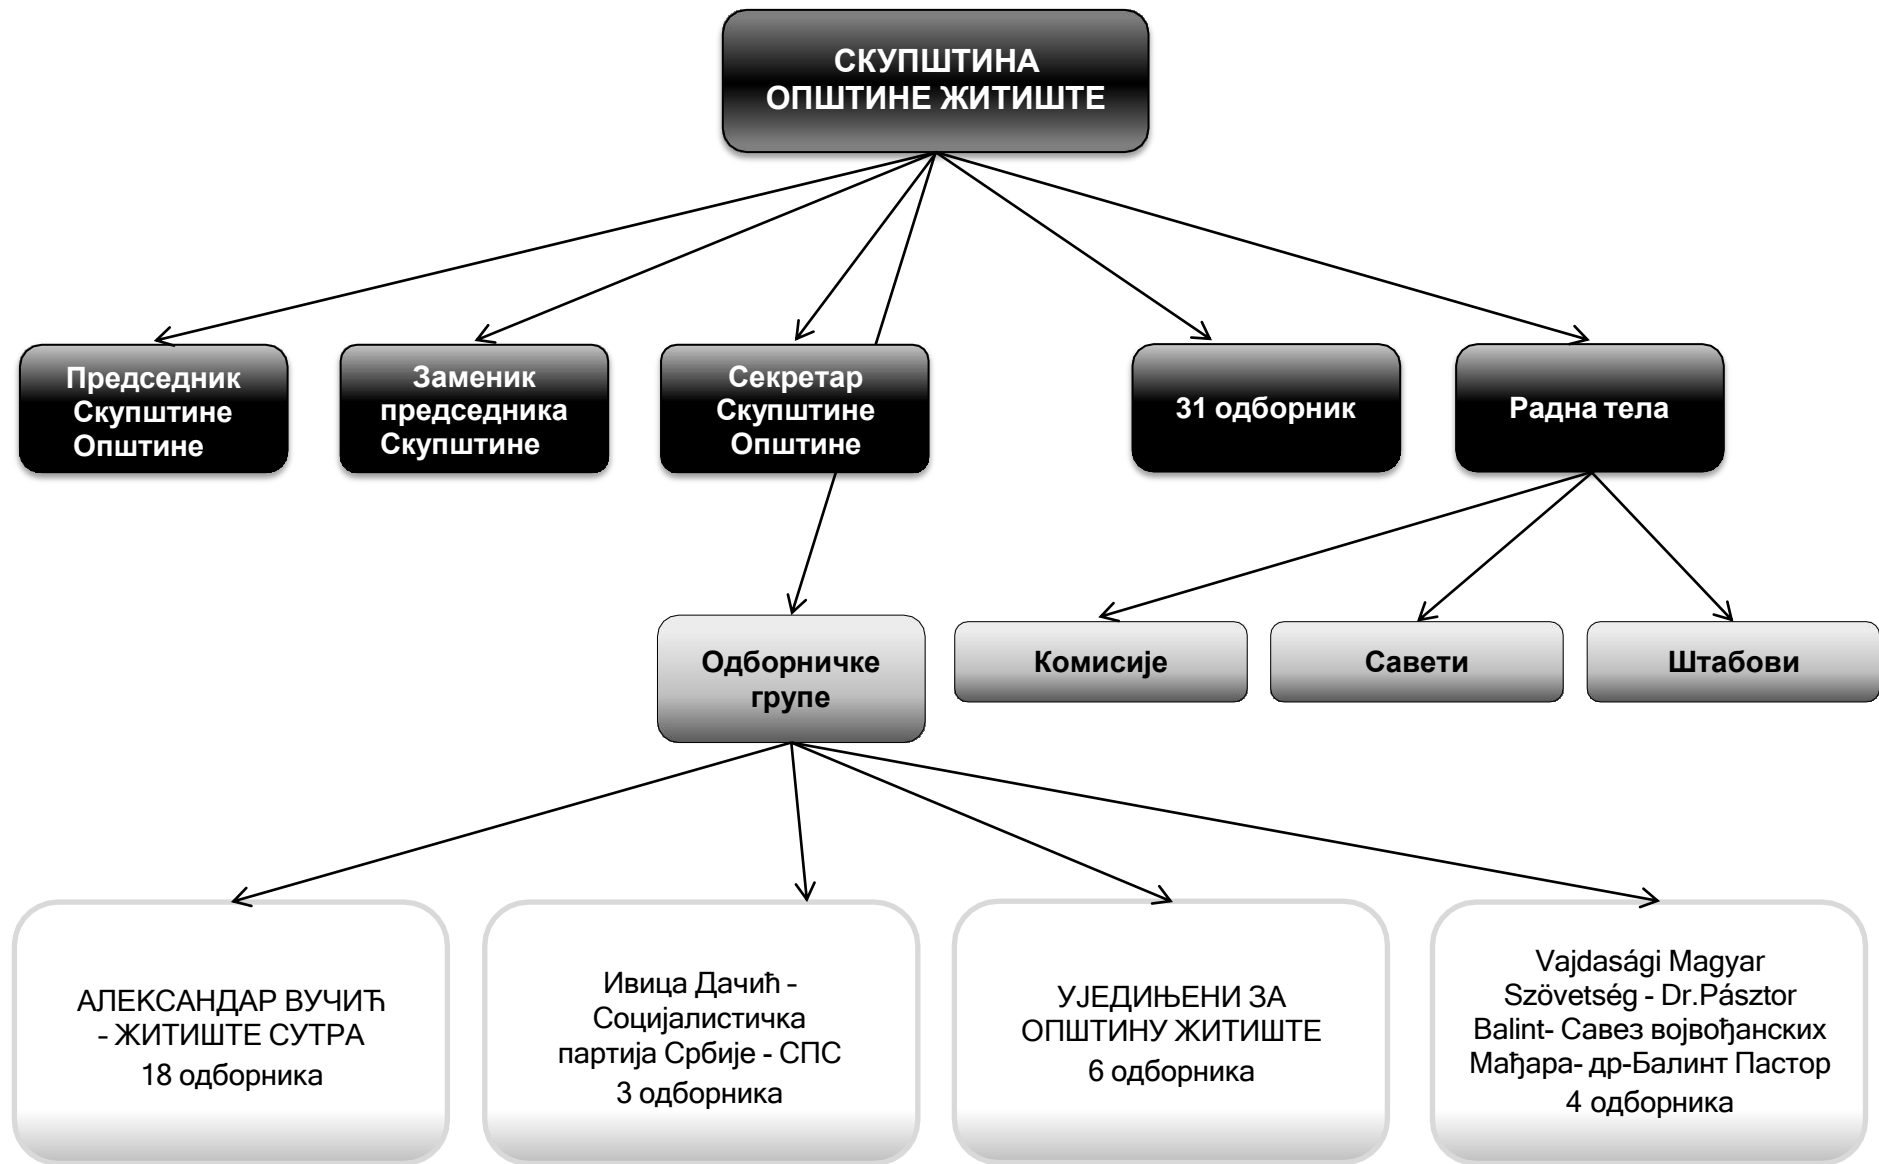 СКУПШТИНА
ОПШТИНЕ ЖИТИШТЕ
Председник
Скупштине
Општине
Заменик
председника
Скупштине
Секретар
Скупштине
Општине
31 одборник
Радна тела
Одборничке
групе
Комисије
Савети
Штабови
АЛЕКСАНДАР ВУЧИЋ
- ЖИТИШТЕ СУТРА
18 одборника
Ивица Дачић -
Социјалистичка
партија Србије - СПС
3 одборника
УЈЕДИЊЕНИ ЗА
ОПШТИНУ ЖИТИШТЕ
6 одборника
Vajdasági Magyar
Szövetség - Dr.Pásztor
Balint- Савез војвођанских
Мађара- др-Балинт Пастор
4 одборника